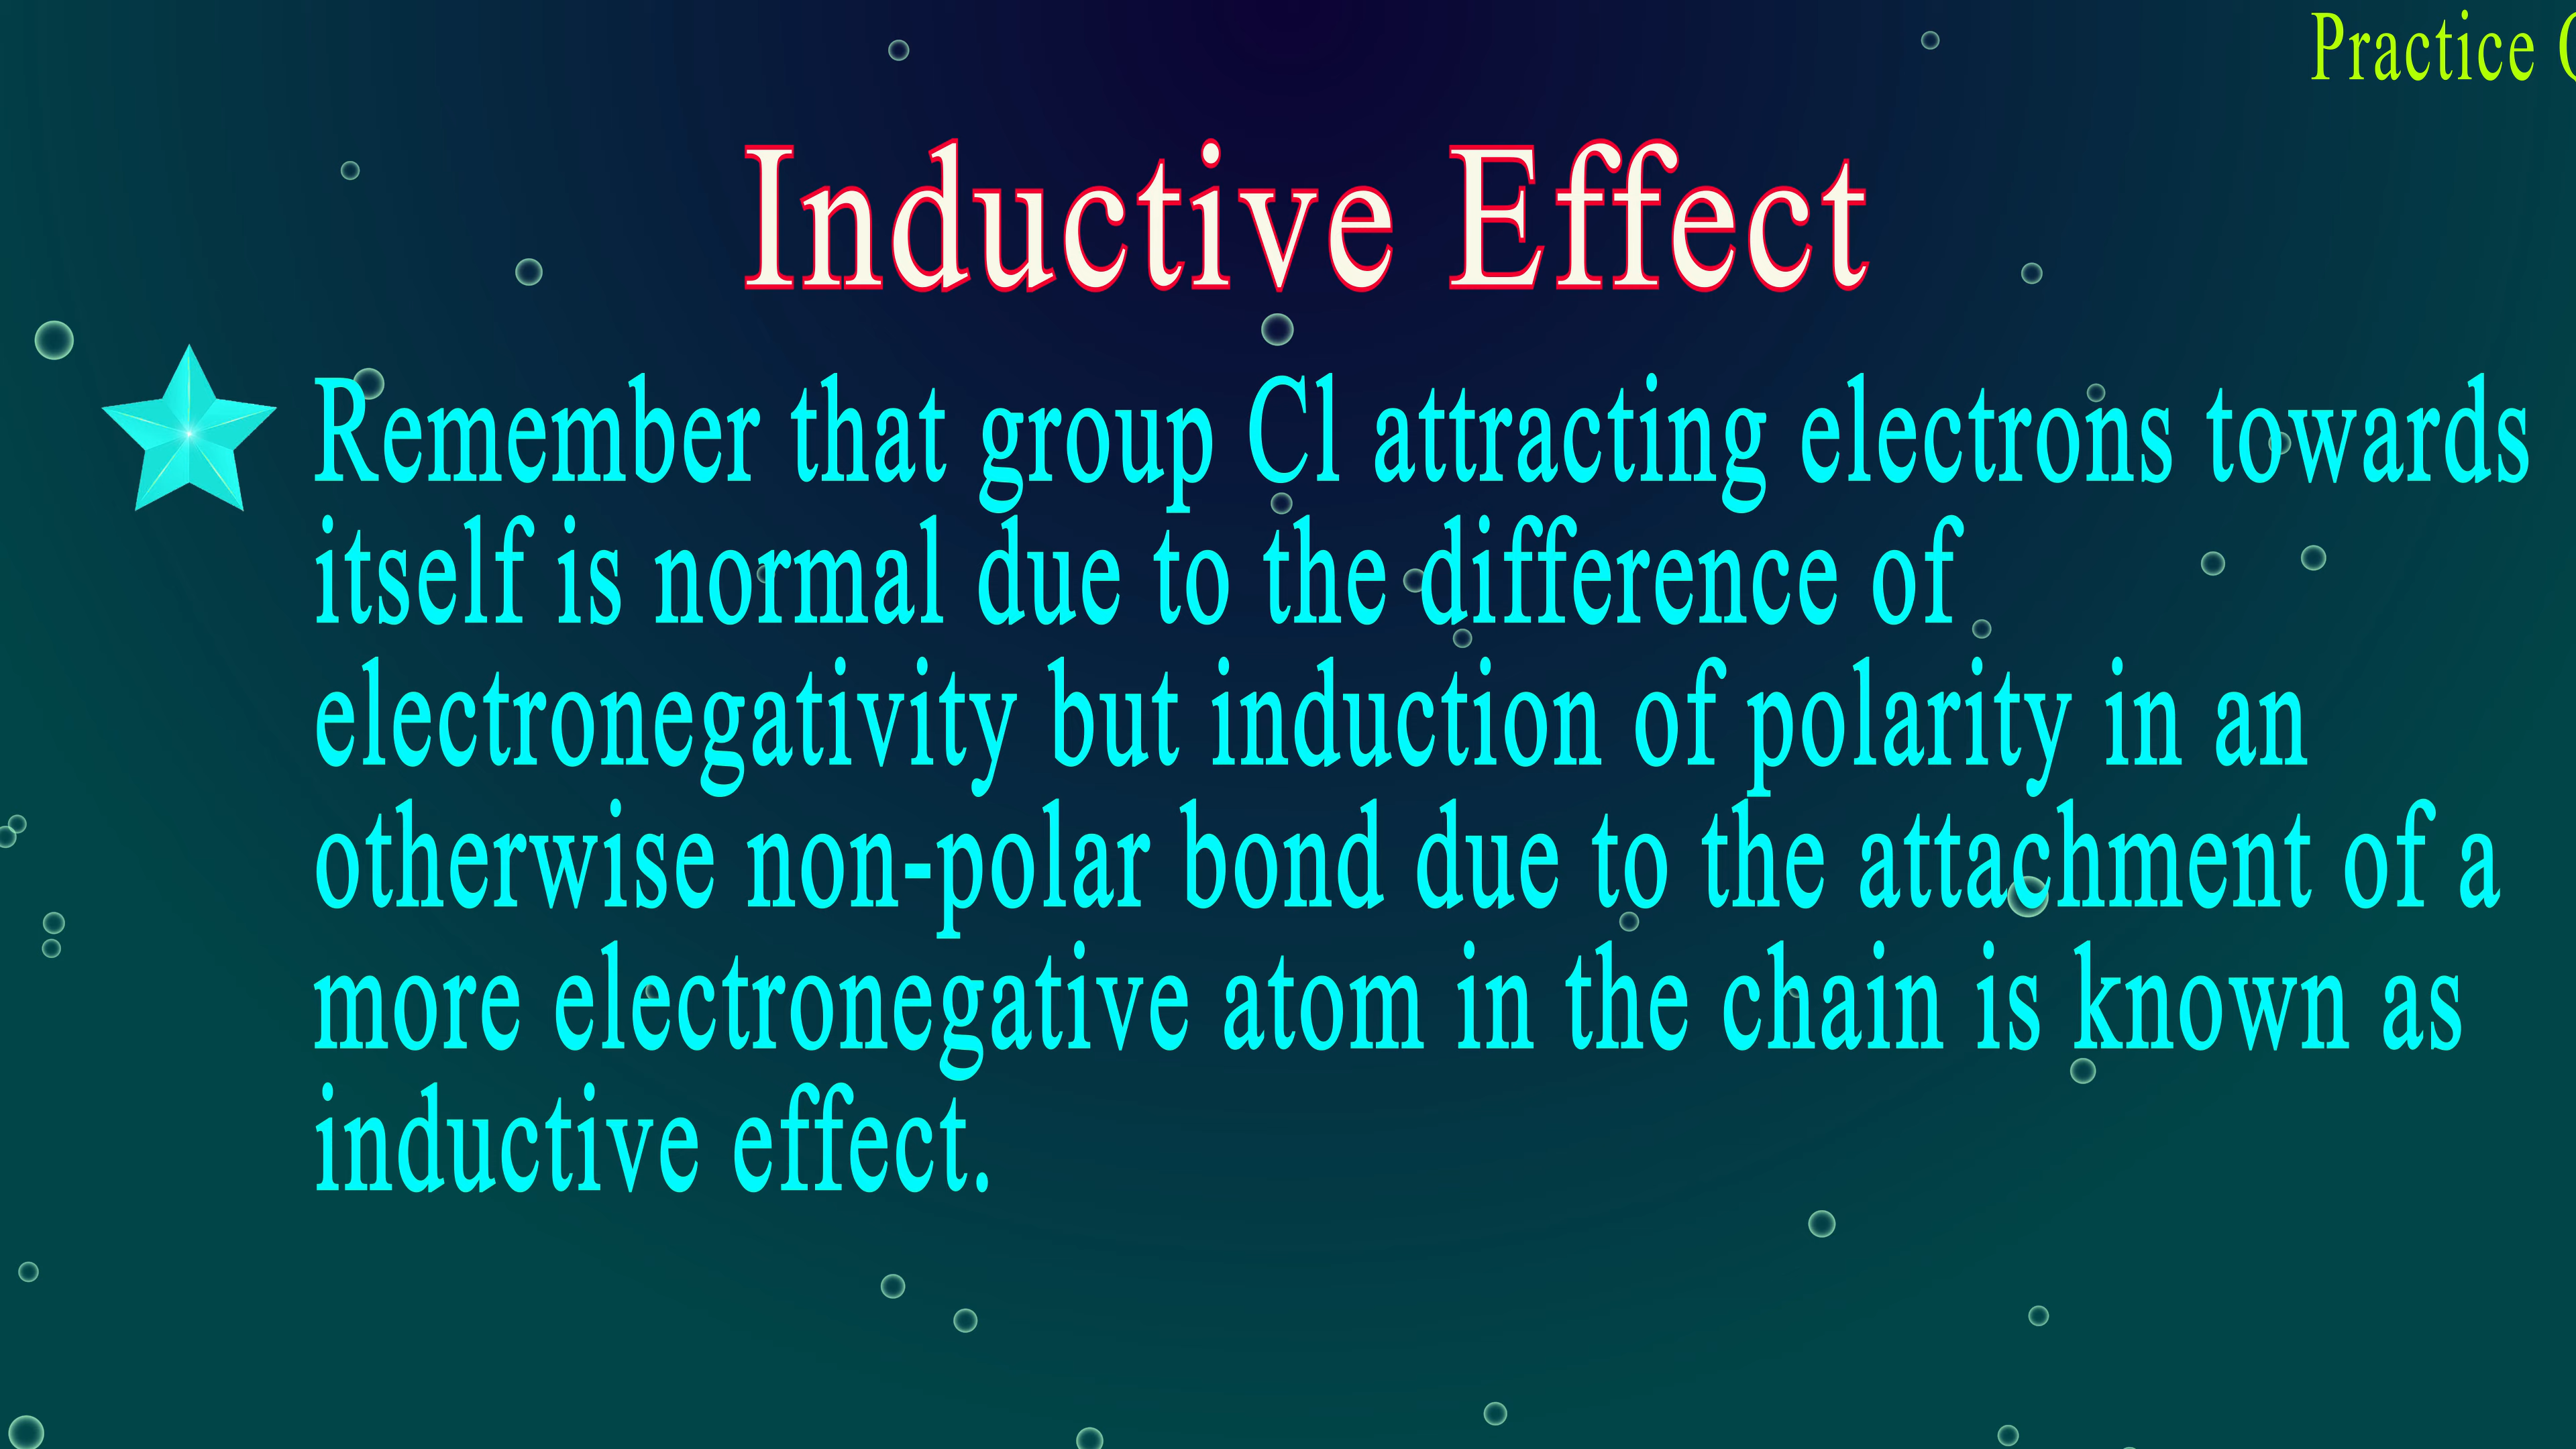 Practice
Inductive Effect
Remember that group Cl attracting electrons towards
itself is normal due to the difference of
electronegativity but induction of polarity in an
otherwise non-polar bond due to the attachment of a
more electronegative atom in the chain is known as
inductive effect.